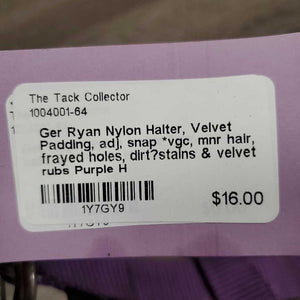 The Tack Collector
1004001-64
Ger Ryan Nylon Halter, Velvet
Padding, adj, snap *vgc, mnr hair,
frayed holes, dirt?stains & velvet
rubs Purple H
$16.00
1Y7GY9